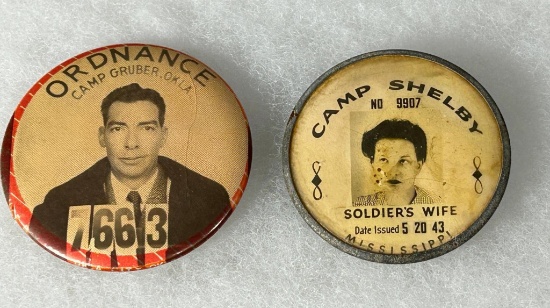 ORDNANCE
CAMP GRUBER, OKLA.
7663
CAMP SHELBY
NO 9907
SOLDIER'S WIFE
Date Issued 5 20 43
MISSISSIPPI